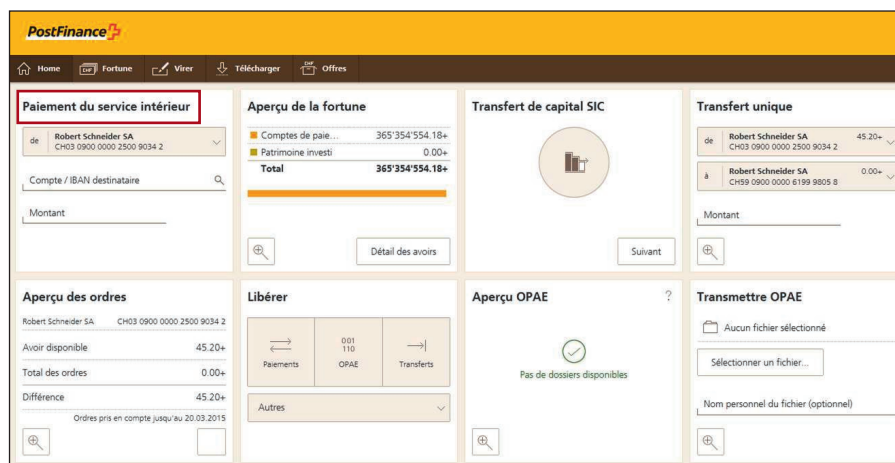 PostFinance
Home Fortune Virer Télécharger Offres
Paiement du service intérieur
de Robert Schneider SA
CH03 0900 0000 2500 9034 2
Compte / IBAN destinataire
Montant
Aperçu de la fortune
Comptes de paie... 365'354'554.18+
Patrimoine investi 0.00+
Total 365'354'554.18+
Détail des avoirs
Transfert de capital SIC
Suivant
Transfert unique
de Robert Schneider SA 45.20+
CH03 0900 0000 2500 9034 2
à Robert Schneider SA 0.00+
CH59 0900 0000 6199 9805 8
Montant
Aperçu des ordres
Robert Schneider SA CH03 0900 0000 2500 9034 2
Avoir disponible 45.20+
Total des ordres 0.00+
Différence 45.20+
Ordres pris en compte jusqu'au 20.03.2015
Libérer
001
110
Paiements OPAE Transferts
Autres
Aperçu OPAE ?
Pas de dossiers disponibles
Transmettre OPAE
Aucun fichier sélectionné
Sélectionner un fichier...
Nom personnel du fichier (optionnel)